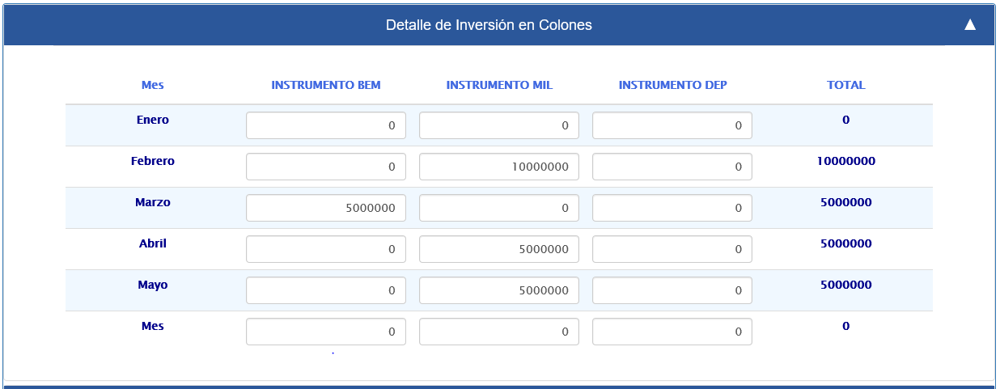 Detalle de Inversión en Colones ▲
Mes INSTRUMENTO BEM INSTRUMENTO MIL INSTRUMENTO DEP TOTAL
Enero 0 0 0 0
Febrero 0 10000000 0 10000000
Marzo 5000000 0 0 5000000
Abril 0 5000000 0 5000000
Mayo 0 5000000 0 5000000
Mes 0 0 0 0